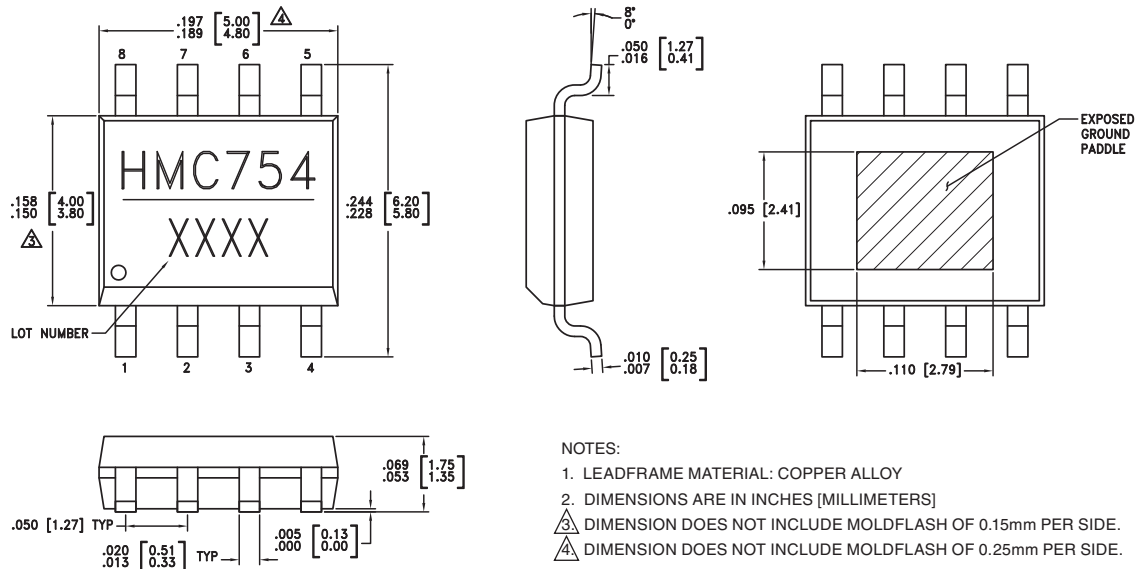 .197 [5.00]
.189 [4.80] 4
8 7 6 5
HMC754
XXXX
.158 [4.00]
.150 [3.80]
3
.244 [6.20]
.228 [5.80]
LOT NUMBER
1 2 3 4
8°
0°
.050 [1.27]
.016 [0.41]
.010 [0.25]
.007 [0.18]
EXPOSED
GROUND
PADDLE
.095 [2.41]
.110 [2.79]
.069 [1.75]
.053 [1.35]
.050 [1.27] TYP
.020 [0.51]
.013 [0.33] TYP
.005 [0.13]
.000 [0.00]
NOTES:
1. LEADFRAME MATERIAL: COPPER ALLOY
2. DIMENSIONS ARE IN INCHES [MILLIMETERS]
3. DIMENSION DOES NOT INCLUDE MOLDFLASH OF 0.15mm PER SIDE.
4. DIMENSION DOES NOT INCLUDE MOLDFLASH OF 0.25mm PER SIDE.